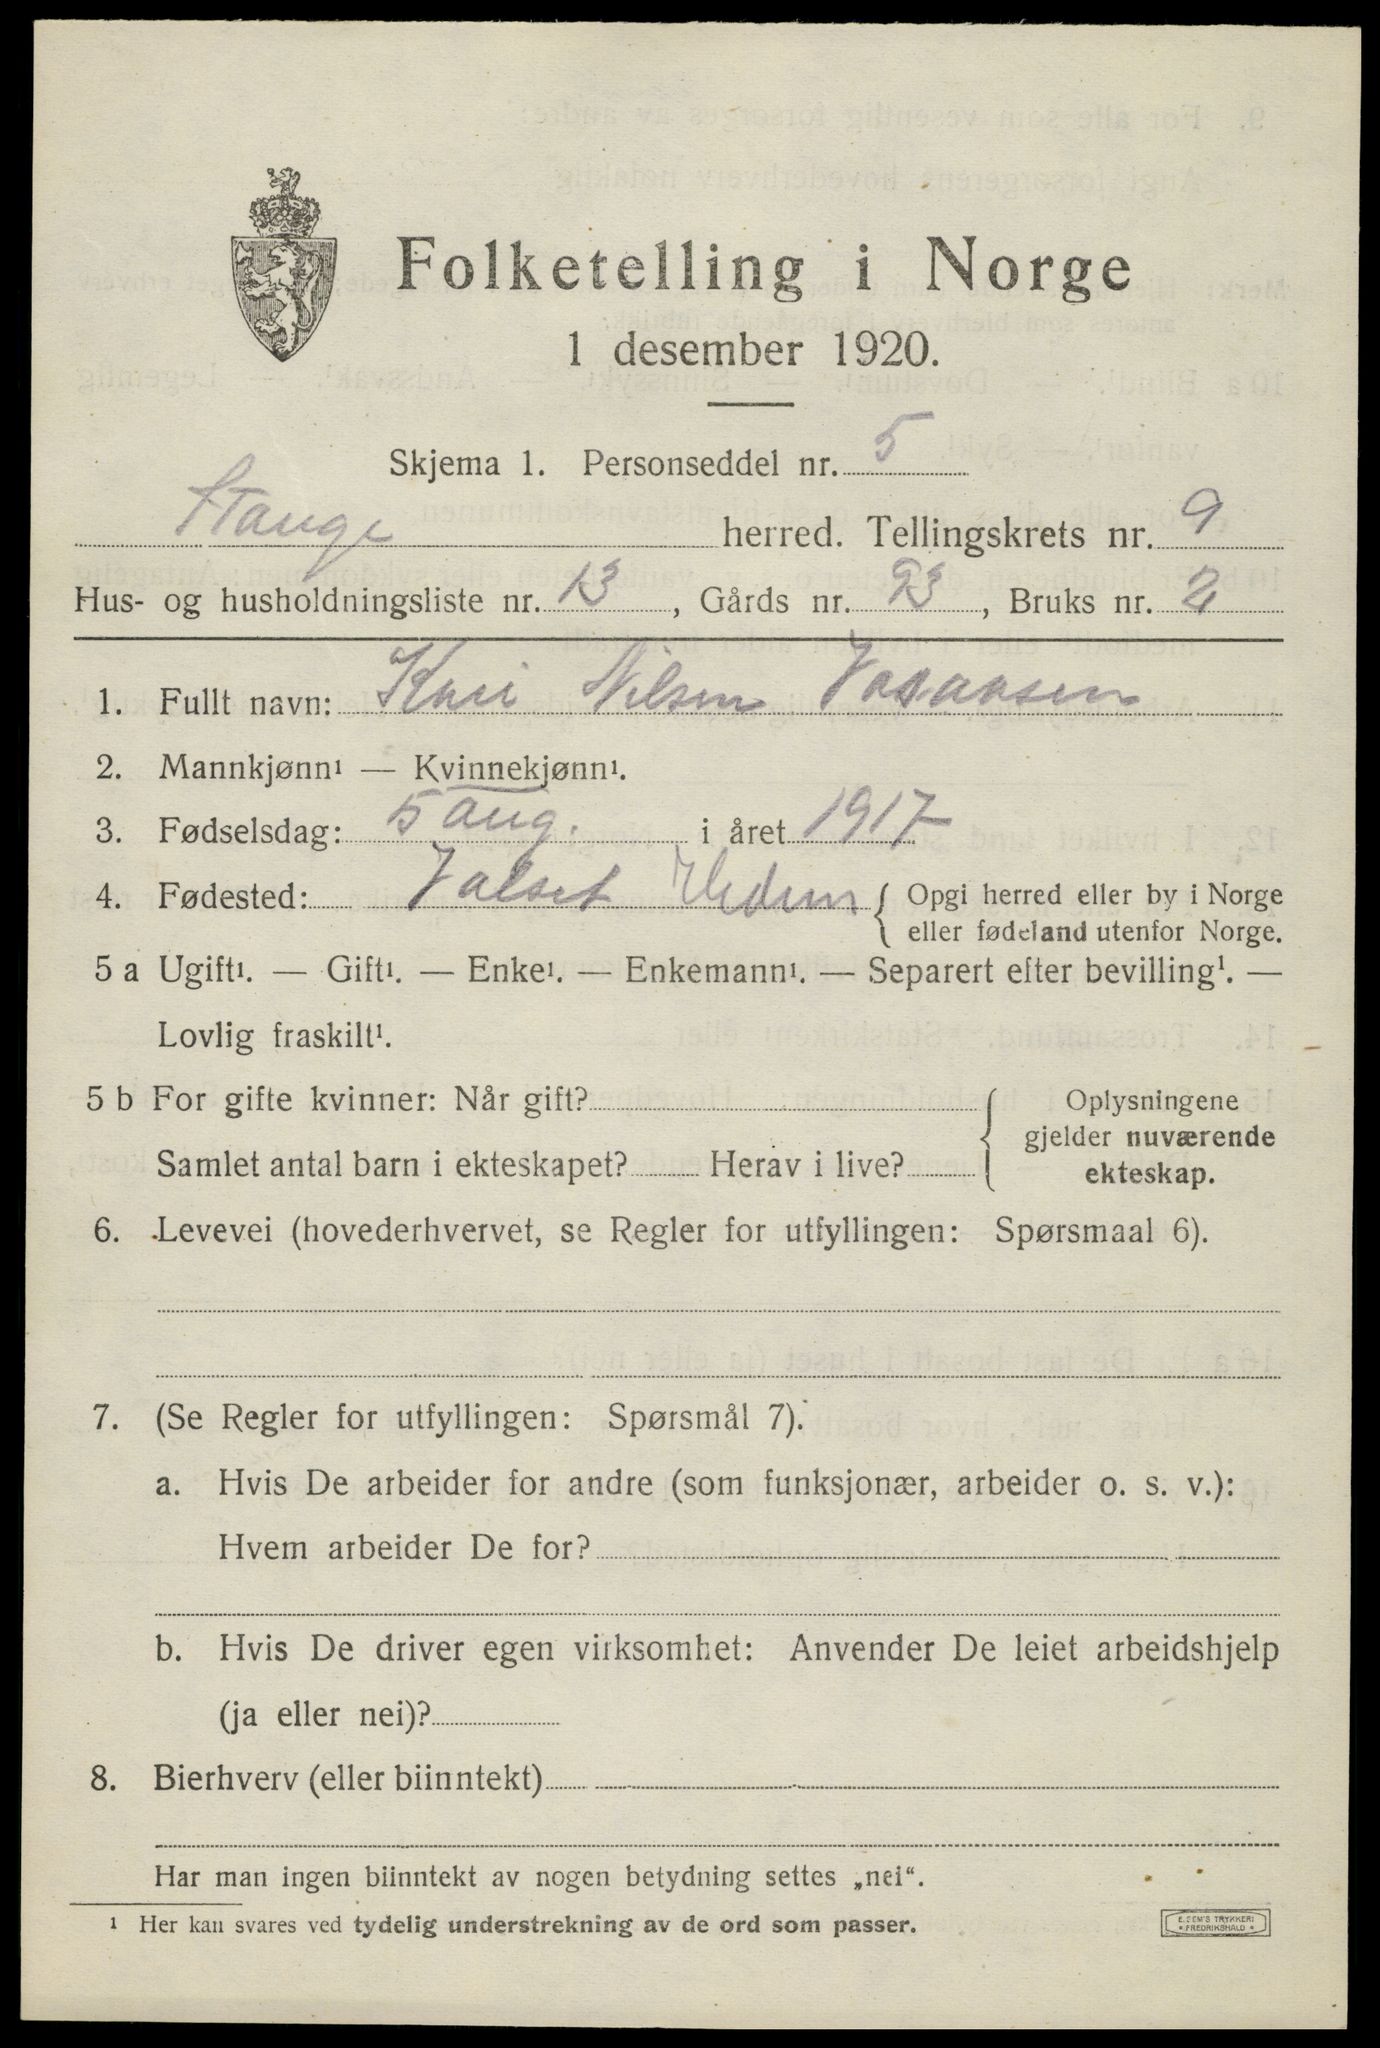 Folketelling i Norge
1 desember 1920.
Skjema 1. Personseddel nr. 5
Stange herred. Tellingskrets nr. 9
Hus- og husholdningsliste nr. 13, Gårds nr. 93, Bruks nr. 2
1. Fullt navn: Kari Nilsen
2. Mannkjønn¹ — Kvinnekjønn¹.
3. Fødselsdag: 5 aug. i året 1917
4. Fødested: Valset { Opgi herred eller by i Norge
eller fødeland utenfor Norge.
5 a Ugift¹. — Gift¹. — Enke¹. — Enkemann¹. — Separert efter bevilling¹. —
Lovlig fraskilt¹.
5 b For gifte kvinner: Når gift? { Oplysningene
gjelder nuværende
Samlet antal barn i ekteskapet? Herav i live? ekteskap.
6. Levevei (hovederhvervet, se Regler for utfyllingen: Spørsmaal 6).
7. (Se Regler for utfyllingen: Spørsmål 7).
a. Hvis De arbeider for andre (som funksjonær, arbeider o. s. v.):
Hvem arbeider De for?
b. Hvis De driver egen virksomhet: Anvender De leiet arbeidshjelp
(ja eller nei)?
8. Bierhverv (eller biinntekt)
Har man ingen biinntekt av nogen betydning settes „nei“.
¹ Her kan svares ved tydelig understrekning av de ord som passer.
E. SEM'S TRYKKERI
• FREDRIKSHALD •